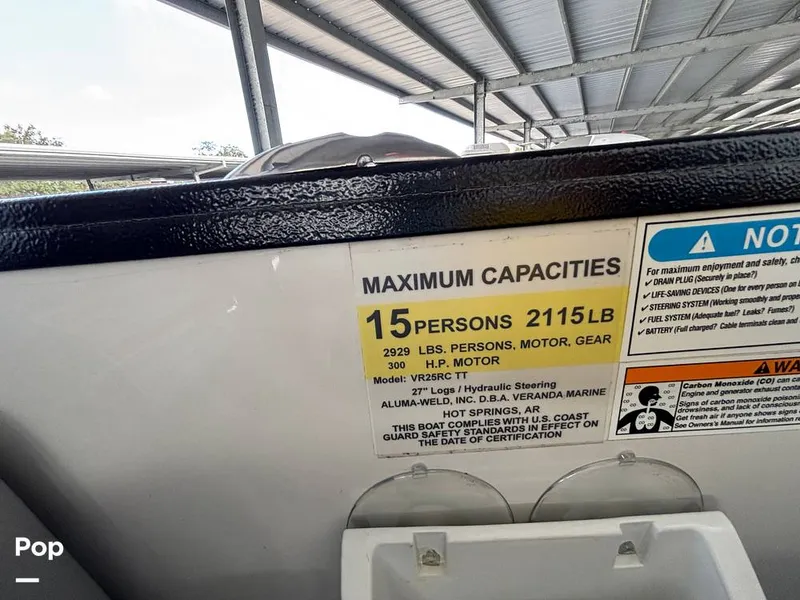 MAXIMUM CAPACITIES
15 PERSONS 2115 LB
2929 LBS. PERSONS, MOTOR, GEAR
300 H.P. MOTOR
Model: VR25RC TT
27" Logs / Hydraulic Steering
ALUMA-WELD, INC. D.B.A. VERANDA MARINE
HOT SPRINGS, AR
THIS BOAT COMPLIES WITH U.S. COAST
GUARD SAFETY STANDARDS IN EFFECT ON
THE DATE OF CERTIFICATION
NOT
For maximum enjoyment and safety, ch
✓ DRAIN PLUG (Securely in place?)
✓ LIFE-SAVING DEVICES (One for every person on
✓ STEERING SYSTEM (Working smoothly and prope
✓ FUEL SYSTEM (Adequate fuel? Leaks? Fumes?)
✓ BATTERY (Full charged? Cable terminals clean and
WA
Carbon Monoxide (CO) can ca
Engine and generator exhaust conta
Signs of carbon monoxide poisoni
drowsiness, and lack of consciousn
Get fresh air if anyone shows signs
See Owner's Manual for information r
Pop